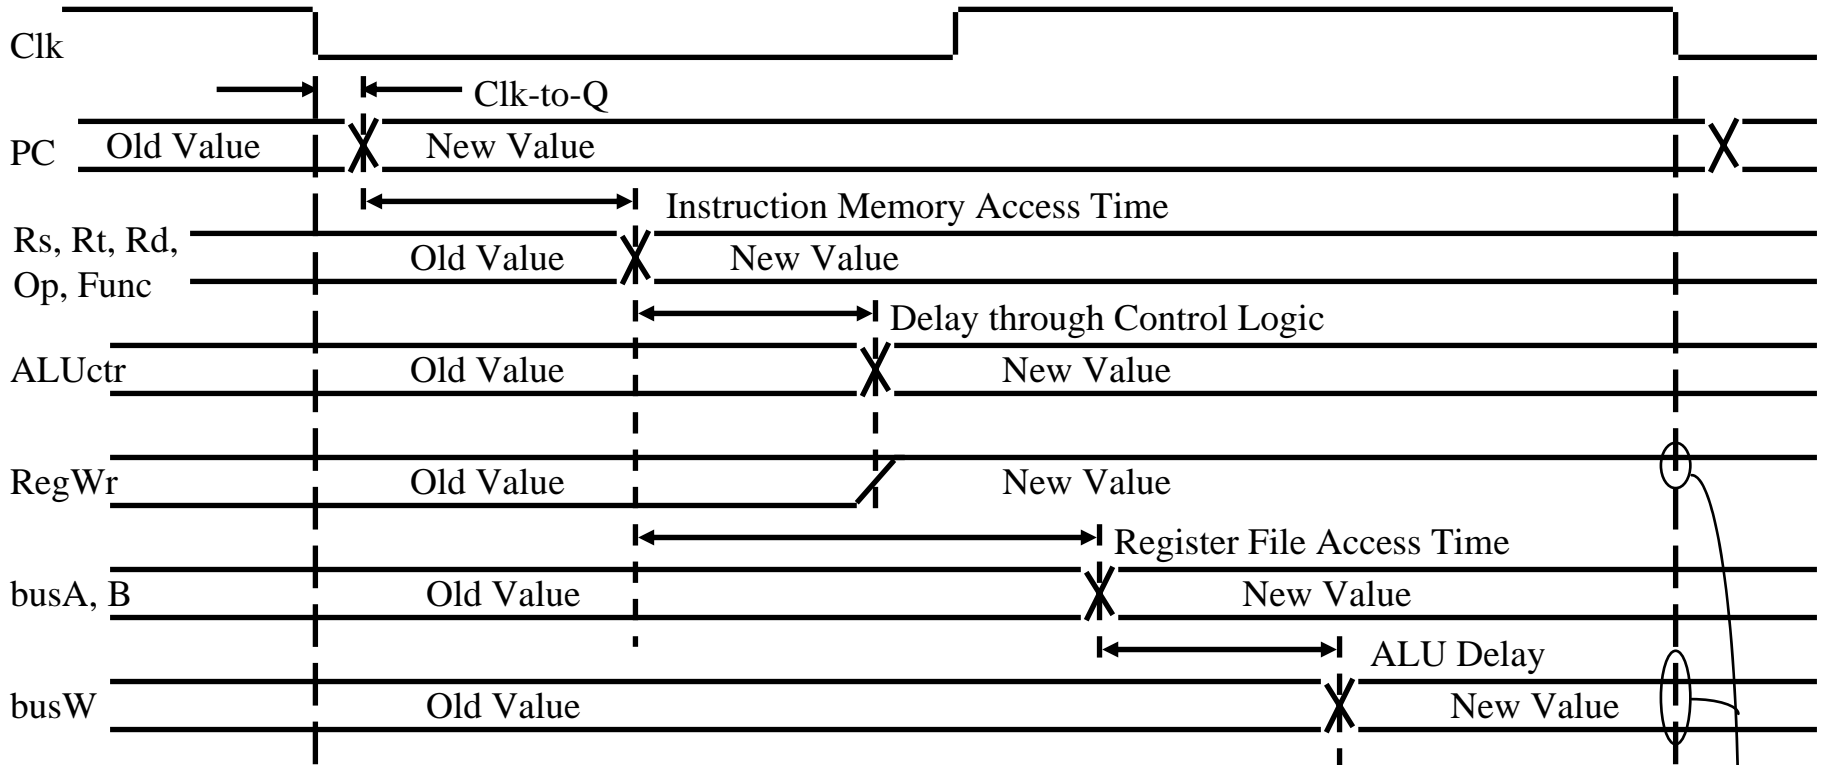 Clk
Clk-to-Q
PC Old Value New Value
Instruction Memory Access Time
Rs, Rt, Rd,
Op, Func
Old Value New Value
Delay through Control Logic
ALUctr Old Value New Value
RegWr Old Value New Value
Register File Access Time
busA, B Old Value New Value
ALU Delay
busW Old Value New Value